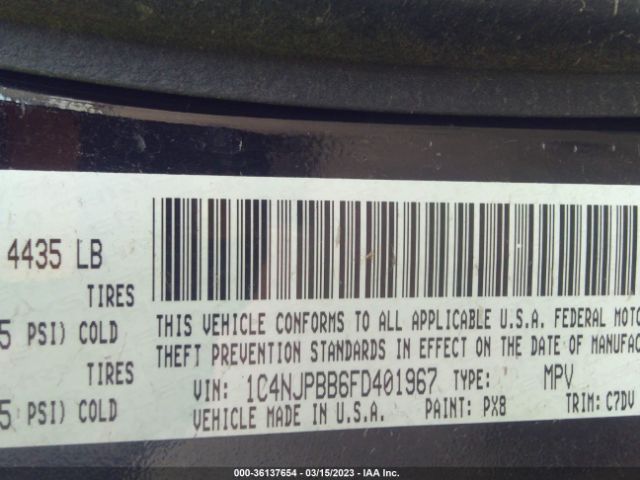 4435 LB
TIRES
5 PSI) COLD
TIRES
5 PSI) COLD
THIS VEHICLE CONFORMS TO ALL APPLICABLE U.S.A. FEDERAL MOTO
THEFT PREVENTION STANDARDS IN EFFECT ON THE DATE OF MANUFAC
VIN: 1C4NJPBB6FD401967 TYPE: MPV
VEHICLE MADE IN U.S.A. PAINT: PX8 TRIM: C7DV
000-36137654 - 03/15/2023 - IAA Inc.